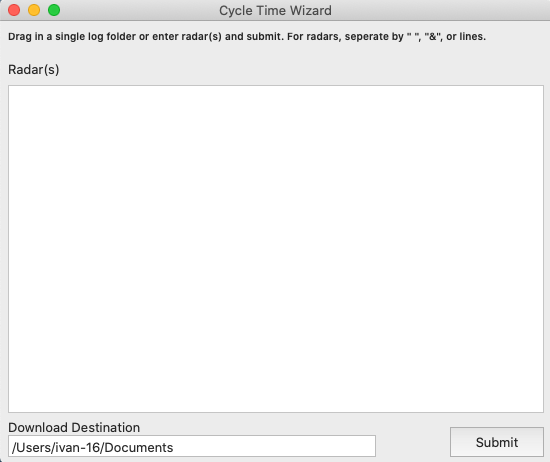 Cycle Time Wizard
Drag in a single log folder or enter radar(s) and submit. For radars, seperate by " ", "&", or lines.
Radar(s)
Download Destination
/Users/ivan-16/Documents
Submit